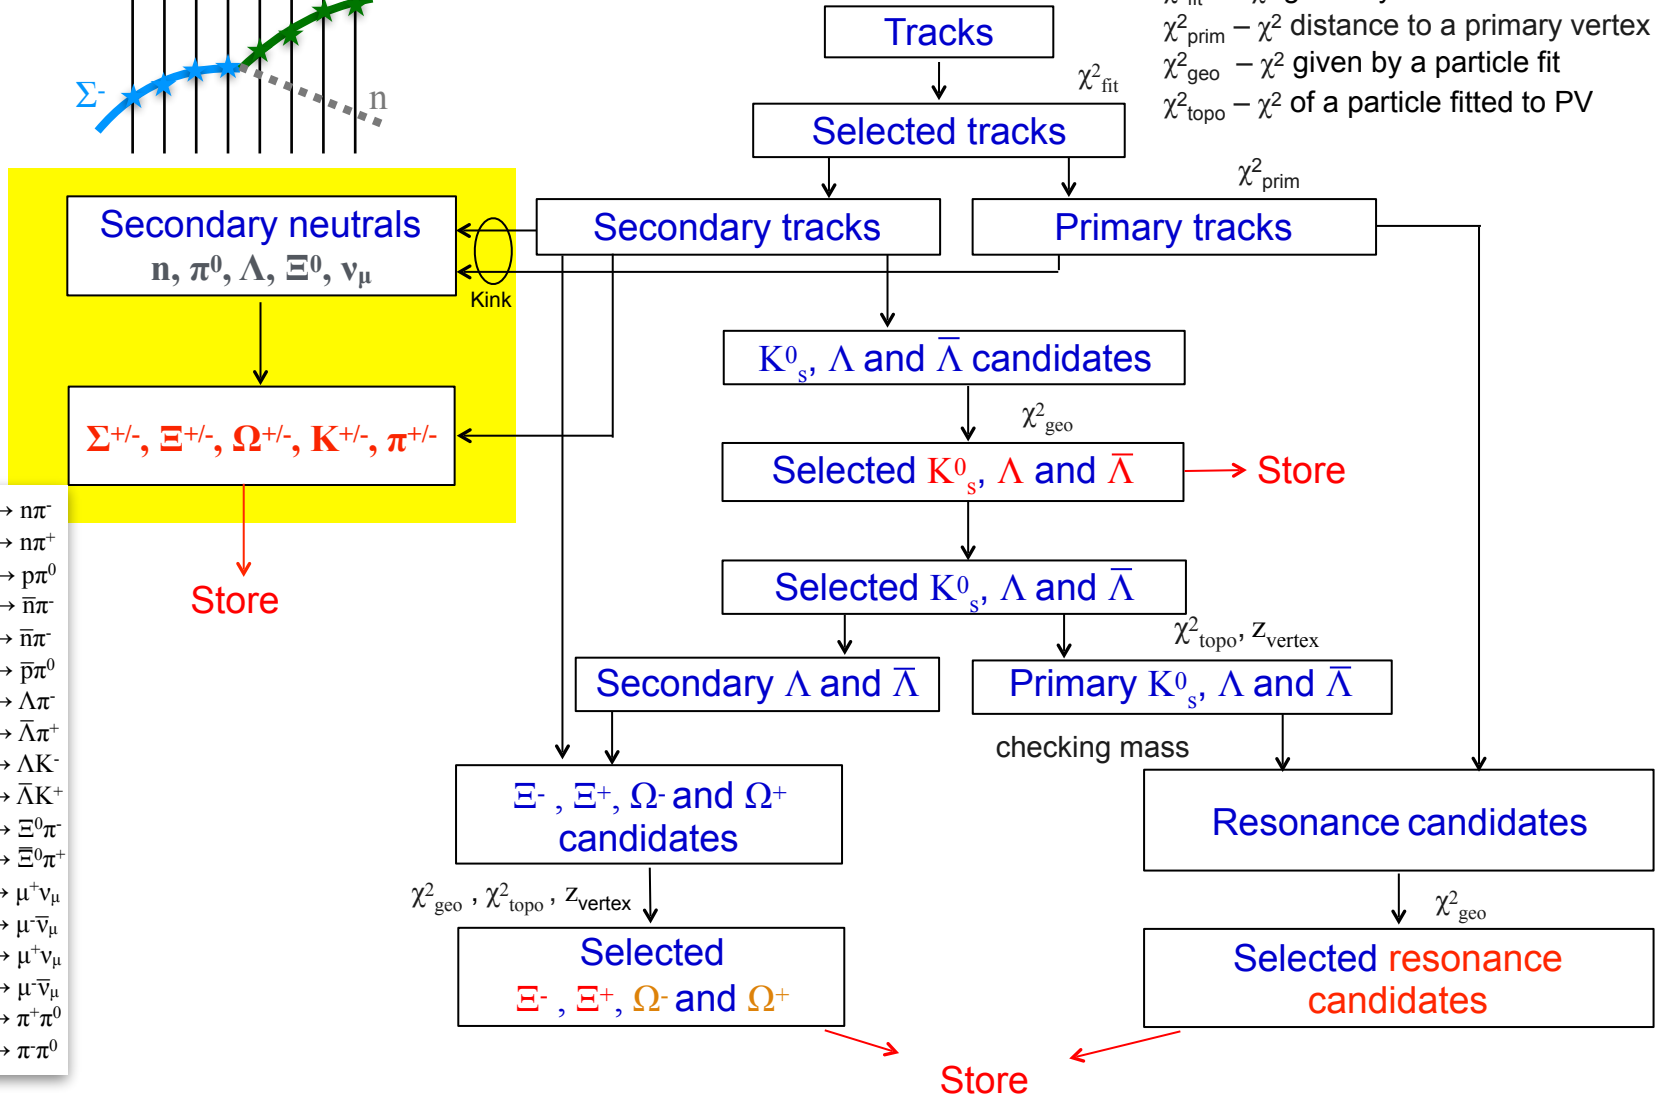 Σ-
n
Tracks
χ²fit
χ²prim – χ² distance to a primary vertex
χ²geo – χ² given by a particle fit
χ²topo – χ² of a particle fitted to PV
Selected tracks
χ²prim
Secondary neutrals
n, π⁰, Λ, Ξ⁰, νμ
Kink
Secondary tracks
Primary tracks
K⁰s, Λ and Λ̅ candidates
χ²geo
Σ+/-, Ξ+/-, Ω+/-, K+/-, π+/-
Selected K⁰s, Λ and Λ̅
Store
Store
Selected K⁰s, Λ and Λ̅
χ²topo, zvertex
Secondary Λ and Λ̅
Primary K⁰s, Λ and Λ̅
checking mass
Ξ- , Ξ+, Ω- and Ω+
candidates
Resonance candidates
χ²geo , χ²topo , zvertex
χ²geo
Selected
Ξ- , Ξ+, Ω- and Ω+
Selected resonance
candidates
Store
→ nπ-
→ nπ+
→ pπ⁰
→ n̅π-
→ n̅π-
→ p̅π⁰
→ Λπ-
→ Λ̅π+
→ ΛK-
→ Λ̅K+
→ Ξ⁰π-
→ Ξ̅⁰π+
→ μ+νμ
→ μ-ν̅μ
→ μ+νμ
→ μ-ν̅μ
→ π+π⁰
→ π-π⁰